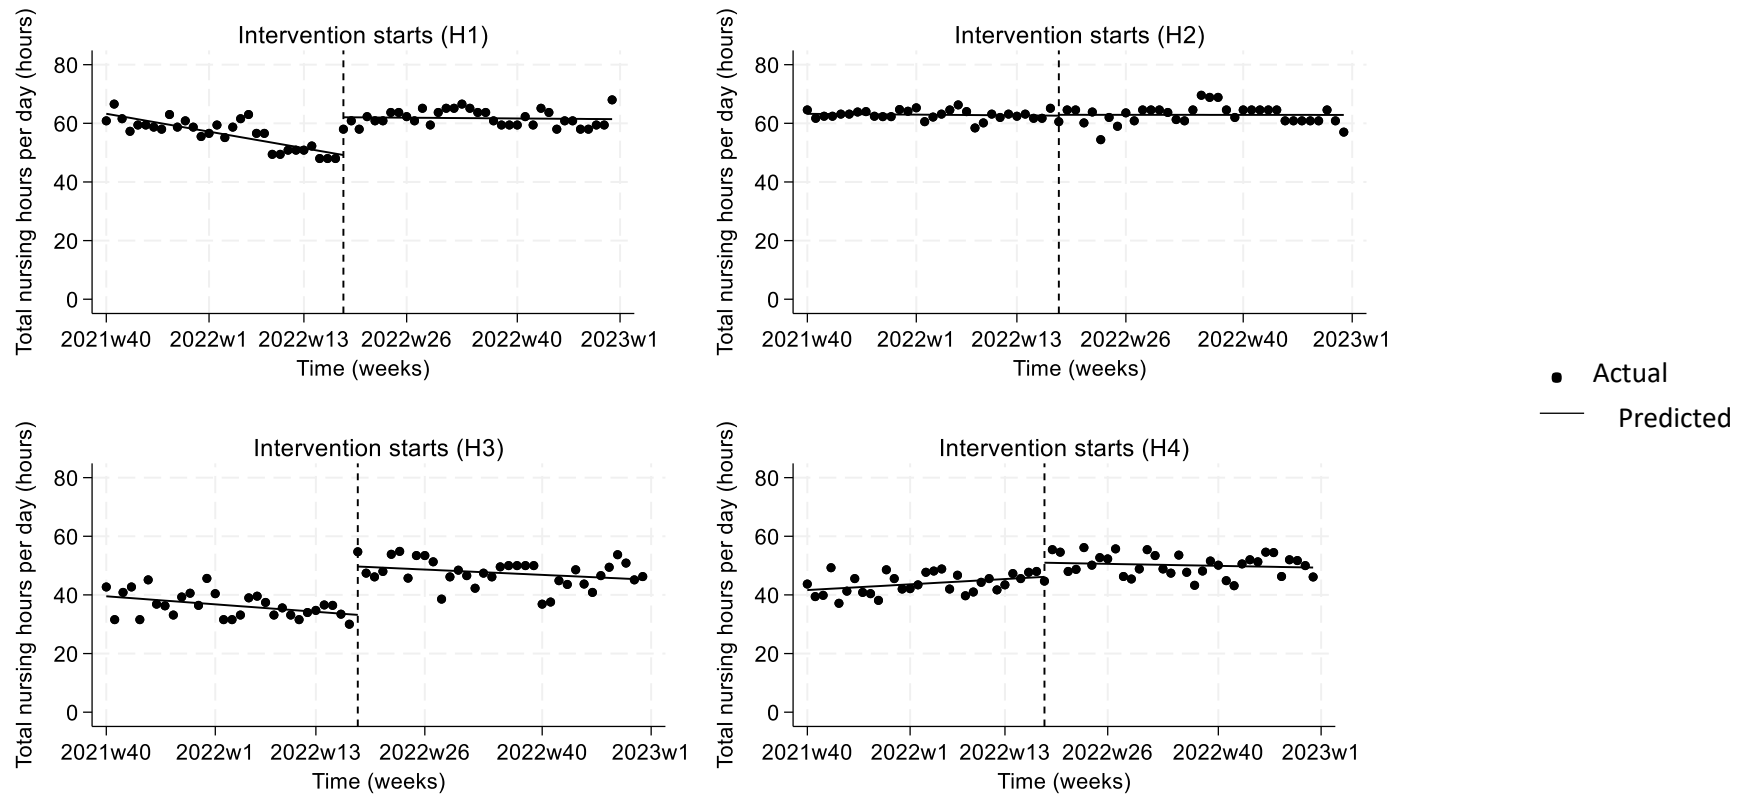 Intervention starts (H1)
Total nursing hours per day (hours)
80
60
40
20
0
2021w40 2022w1 2022w13 2022w26 2022w40 2023w1
Time (weeks)
Intervention starts (H2)
Total nursing hours per day (hours)
80
60
40
20
0
2021w40 2022w1 2022w13 2022w26 2022w40 2023w1
Time (weeks)
Actual
Predicted
Intervention starts (H3)
Total nursing hours per day (hours)
80
60
40
20
0
2021w40 2022w1 2022w13 2022w26 2022w40 2023w1
Time (weeks)
Intervention starts (H4)
Total nursing hours per day (hours)
80
60
40
20
0
2021w40 2022w1 2022w13 2022w26 2022w40 2023w1
Time (weeks)